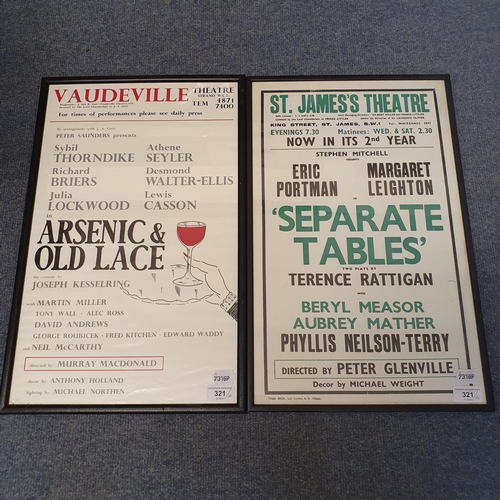 VAUDEVILLE THEATRE
STRAND W.C.2
TEM 4871
7400
For times of performances please see daily press
PETER SAUNDERS presents
Sybil THORNDIKE
Athene SEYLER
Richard BRIERS
Desmond WALTER-ELLIS
Julia LOCKWOOD
Lewis CASSON
in
ARSENIC &
OLD LACE
JOSEPH KESSELRING
with MARTIN MILLER
TONY WALL · ALEC ROSS
DAVID ANDREWS
GEORGE ROUBICEK · FRED KITCHEN · EDWARD WADDY
and NEIL McCARTHY
directed by MURRAY MACDONALD
decor by ANTHONY HOLLAND
lighting by MICHAEL NORTHEN
321
ST. JAMES'S THEATRE
KING STREET, ST. JAMES, S.W.1
EVENINGS 7.30 Matinees: WED. & SAT. 2.30
NOW IN ITS 2nd YEAR
STEPHEN MITCHELL
PRESENTS
ERIC PORTMAN
MARGARET LEIGHTON
IN
'SEPARATE
TABLES'
TWO PLAYS BY
TERENCE RATTIGAN
WITH
BERYL MEASOR
AUBREY MATHER
PHYLLIS NEILSON-TERRY
DIRECTED BY PETER GLENVILLE
Decor by MICHAEL WEIGHT
321